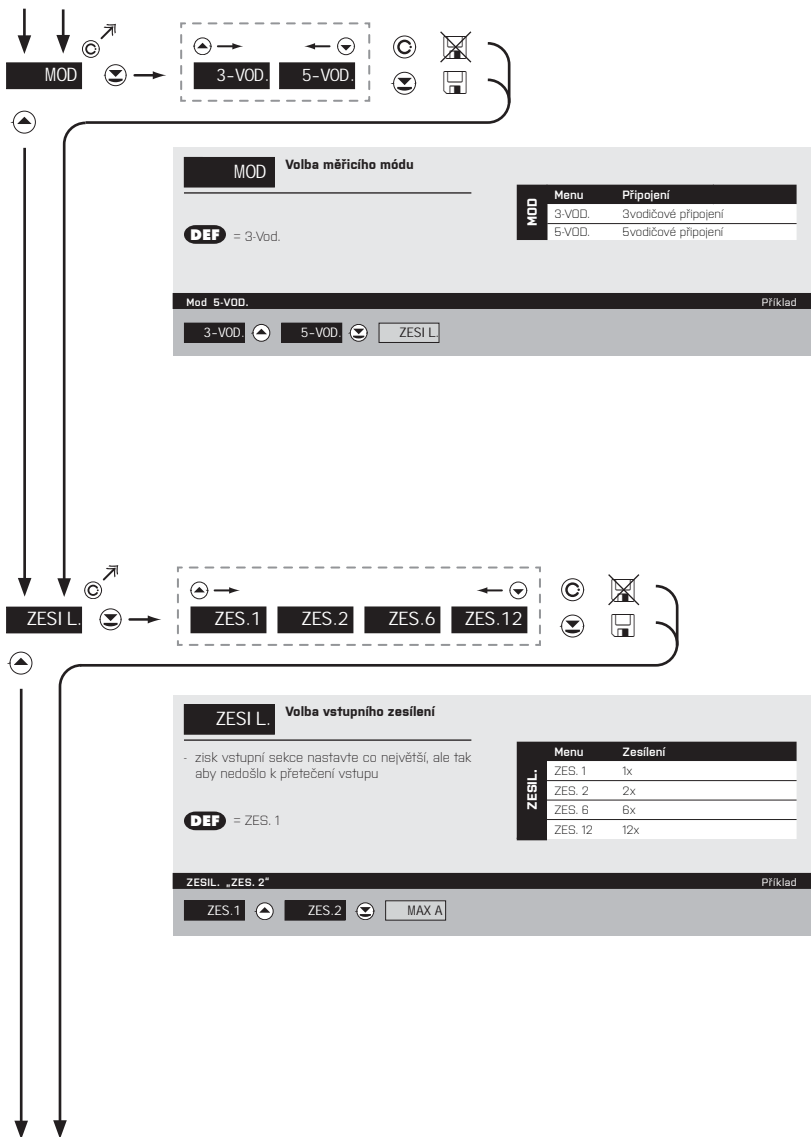 MOD
3-VOD. 5-VOD.
MOD Volba měřicího módu
DEF = 3-Vod.
MOD
Menu Připojení
3-VOD. 3vodičové připojení
5-VOD. 5vodičové připojení
Mod 5-VOD. Příklad
3-VOD. 5-VOD. ZESI L.
ZESI L.
ZES.1 ZES.2 ZES.6 ZES.12
ZESI L. Volba vstupního zesílení
- zisk vstupní sekce nastavte co největší, ale tak
aby nedošlo k přetečení vstupu
DEF = ZES. 1
ZESIL.
Menu Zesílení
ZES. 1 1x
ZES. 2 2x
ZES. 6 6x
ZES. 12 12x
ZESIL. „ZES. 2" Příklad
ZES.1 ZES.2 MAX A